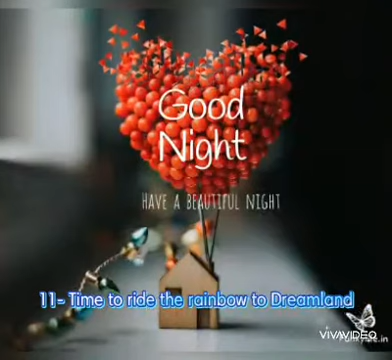 Good
Night
HAVE A BEAUTIFUL NIGHT
11- Time to ride the rainbow to Dreamland
VIVAVIDEO